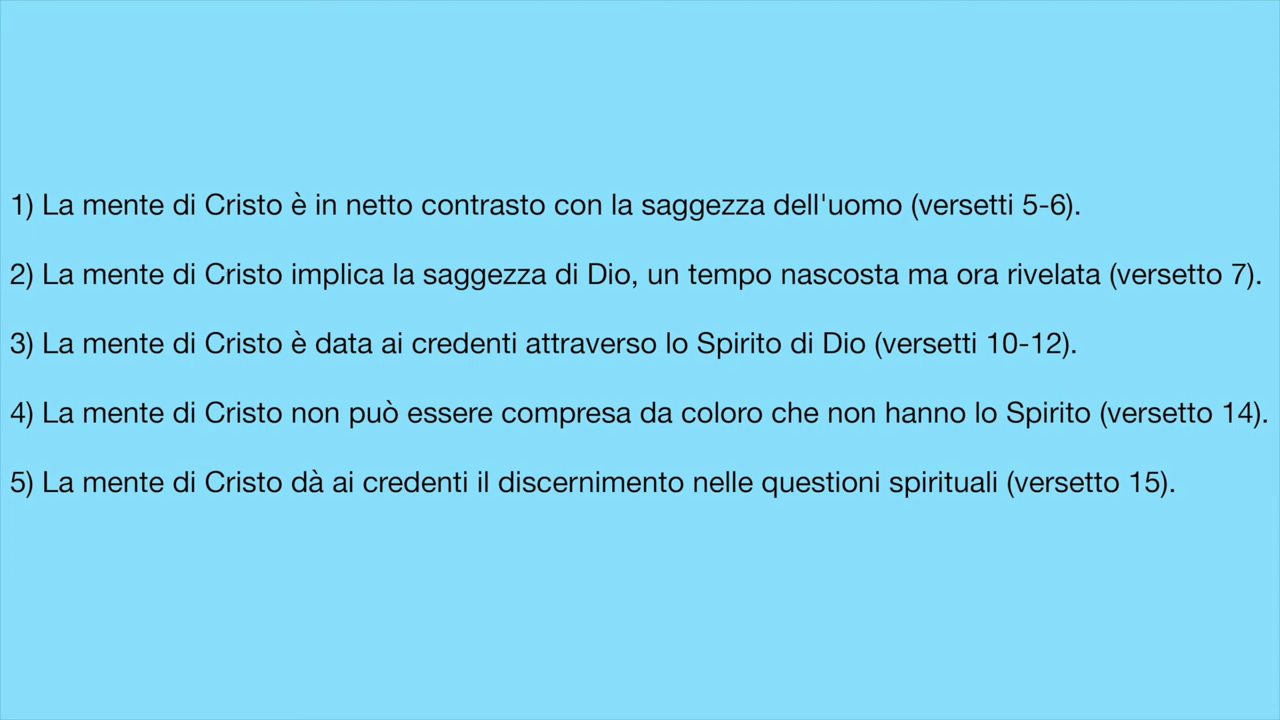 1) La mente di Cristo è in netto contrasto con la saggezza dell'uomo (versetti 5-6).
2) La mente di Cristo implica la saggezza di Dio, un tempo nascosta ma ora rivelata (versetto 7).
3) La mente di Cristo è data ai credenti attraverso lo Spirito di Dio (versetti 10-12).
4) La mente di Cristo non può essere compresa da coloro che non hanno lo Spirito (versetto 14).
5) La mente di Cristo dà ai credenti il discernimento nelle questioni spirituali (versetto 15).